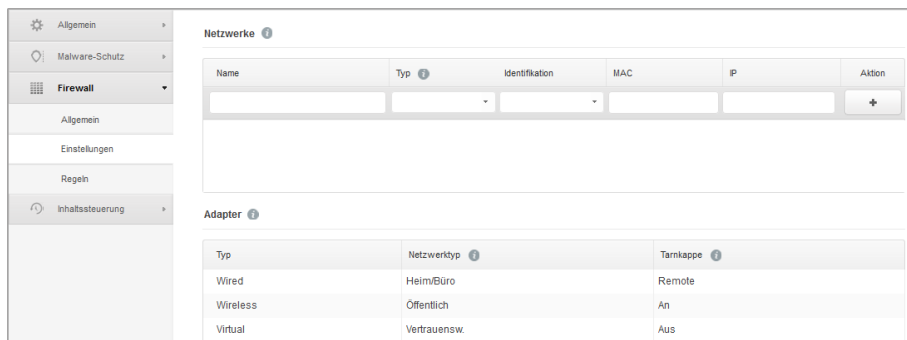 Allgemein
Malware-Schutz
Firewall
Allgemein
Einstellungen
Regeln
Inhaltssteuerung
Netzwerke
Name Typ Identifikation MAC IP Aktion
Adapter
Typ Netzwerktyp Tarnkappe
Wired Heim/Büro Remote
Wireless Öffentlich An
Virtual Vertrauensw. Aus